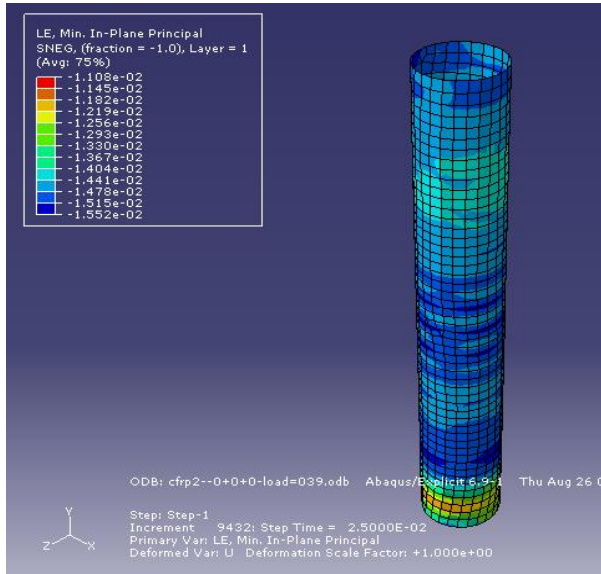 LE, Min. In-Plane Principal
SNEG, (fraction = -1.0), Layer = 1
(Avg: 75%)
-1.108e-02
-1.145e-02
-1.182e-02
-1.219e-02
-1.256e-02
-1.293e-02
-1.330e-02
-1.367e-02
-1.404e-02
-1.441e-02
-1.478e-02
-1.515e-02
-1.552e-02
ODB: cfrp2--0+0+0-load=039.odb Abaqus/Explicit 6.9-1 Thu Aug 26 0
Step: Step-1
Increment 9432: Step Time = 2.5000E-02
Primary Var: LE, Min. In-Plane Principal
Deformed Var: U Deformation Scale Factor: +1.000e+00
Y
Z X